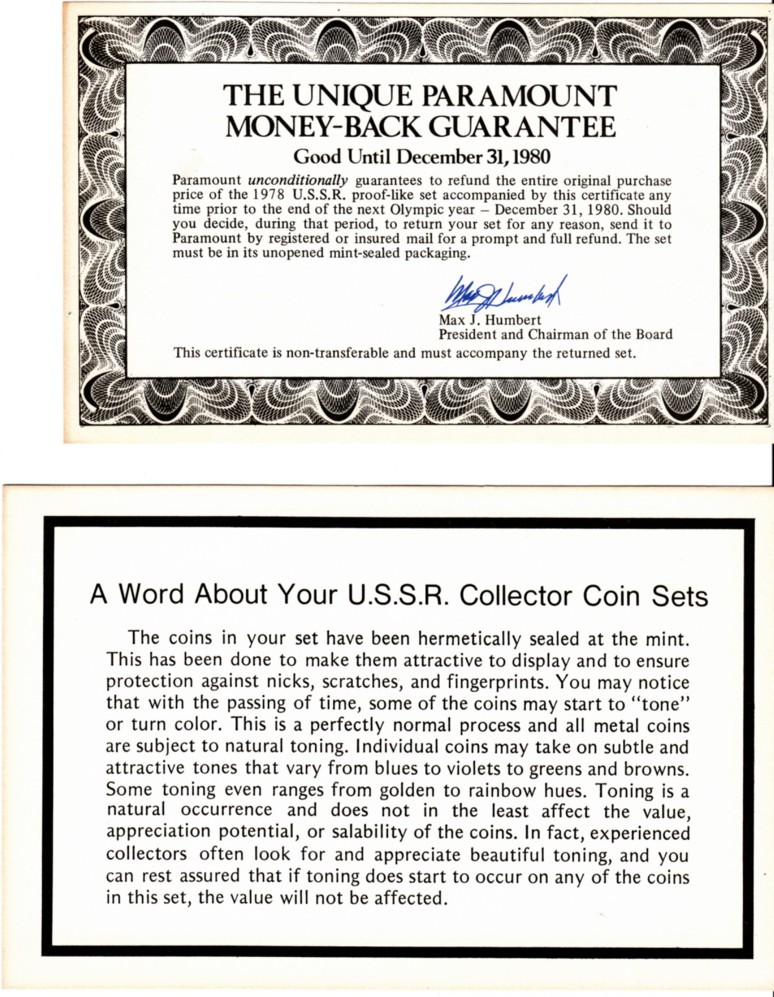 THE UNIQUE PARAMOUNT
MONEY-BACK GUARANTEE
Good Until December 31, 1980
Paramount unconditionally guarantees to refund the entire original purchase
price of the 1978 U.S.S.R. proof-like set accompanied by this certificate any
time prior to the end of the next Olympic year – December 31, 1980. Should
you decide, during that period, to return your set for any reason, send it to
Paramount by registered or insured mail for a prompt and full refund. The set
must be in its unopened mint-sealed packaging.
Max J. Humbert
Max J. Humbert
President and Chairman of the Board
This certificate is non-transferable and must accompany the returned set.
A Word About Your U.S.S.R. Collector Coin Sets
The coins in your set have been hermetically sealed at the mint.
This has been done to make them attractive to display and to ensure
protection against nicks, scratches, and fingerprints. You may notice
that with the passing of time, some of the coins may start to “tone”
or turn color. This is a perfectly normal process and all metal coins
are subject to natural toning. Individual coins may take on subtle and
attractive tones that vary from blues to violets to greens and browns.
Some toning even ranges from golden to rainbow hues. Toning is a
natural occurrence and does not in the least affect the value,
appreciation potential, or salability of the coins. In fact, experienced
collectors often look for and appreciate beautiful toning, and you
can rest assured that if toning does start to occur on any of the coins
in this set, the value will not be affected.